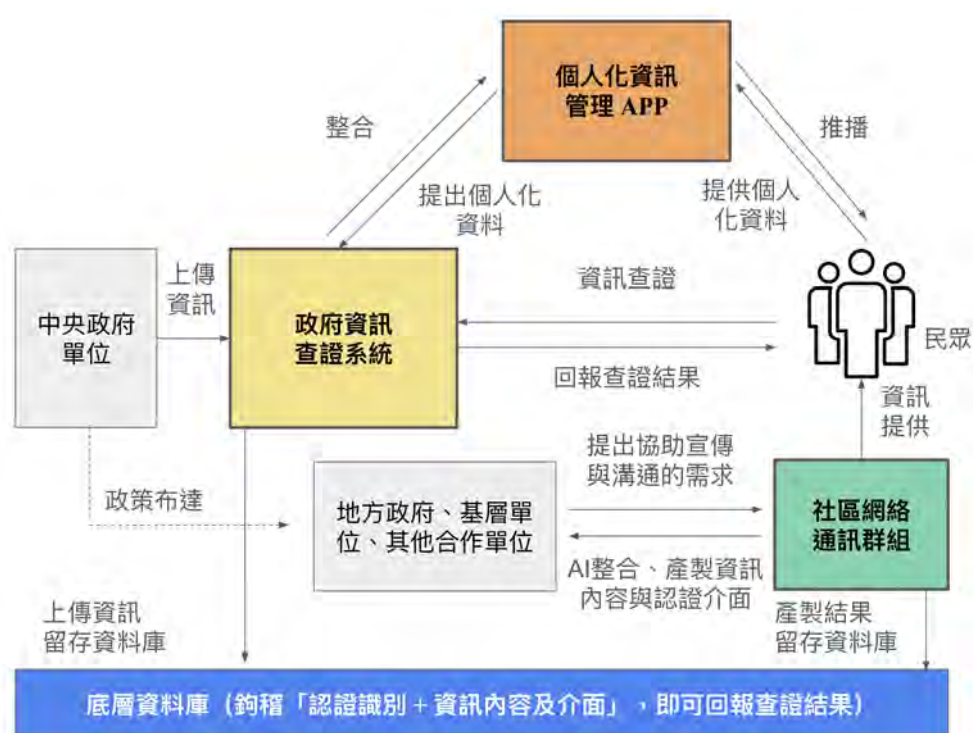 個人化資訊
管理 APP
整合
推播
提出個人化
資料
提供個人
化資料
中央政府
單位
上傳
資訊
政府資訊
查證系統
資訊查證
回報查證結果
民眾
資訊
提供
政策布達
地方政府、基層單
位、其他合作單位
提出協助宣傳
與溝通的需求
社區網絡
通訊群組
AI整合、產製資訊
內容與認證介面
上傳資訊
留存資料庫
產製結果
留存資料庫
底層資料庫（鉤稽「認證識別 + 資訊內容及介面」，即可回報查證結果）